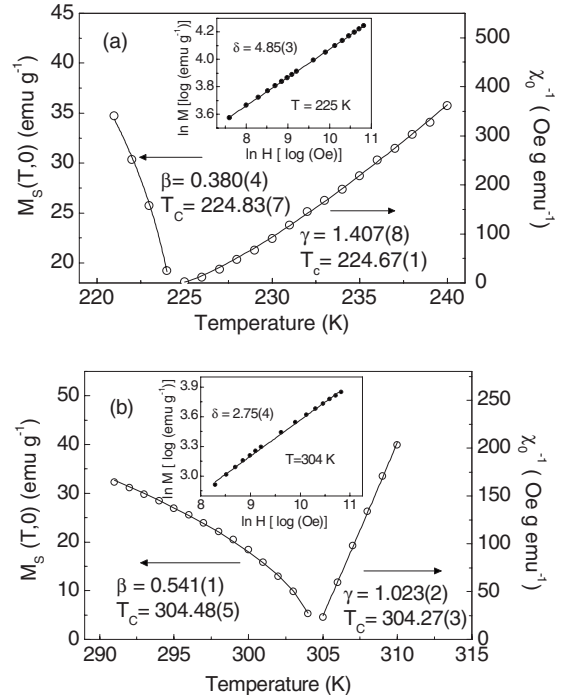 (a)
45
40
35
30
25
20
M_S(T,0) (emu g⁻¹)
220 225 230 235 240
Temperature (K)
500
400
300
200
100
0
χ₀⁻¹ ( Oe g emu⁻¹)
β= 0.380(4)
T_C= 224.83(7)
γ = 1.407(8)
T_C= 224.67(1)
ln M [log (emu g⁻¹)]
4.2
3.9
3.6
δ = 4.85(3)
T = 225 K
7 8 9 10 11
ln H [ log (Oe)]
(b)
50
40
30
20
10
0
M_S (T,0) (emu g⁻¹)
290 295 300 305 310 315
Temperature (K)
250
200
150
100
50
0
χ₀⁻¹ ( Oe g emu⁻¹)
β = 0.541(1)
T_C= 304.48(5)
γ = 1.023(2)
T_C= 304.27(3)
ln M [ log (emu g⁻¹)]
3.9
3.6
3.3
3.0
δ = 2.75(4)
T=304 K
8 9 10 11
ln H [ log (Oe)]